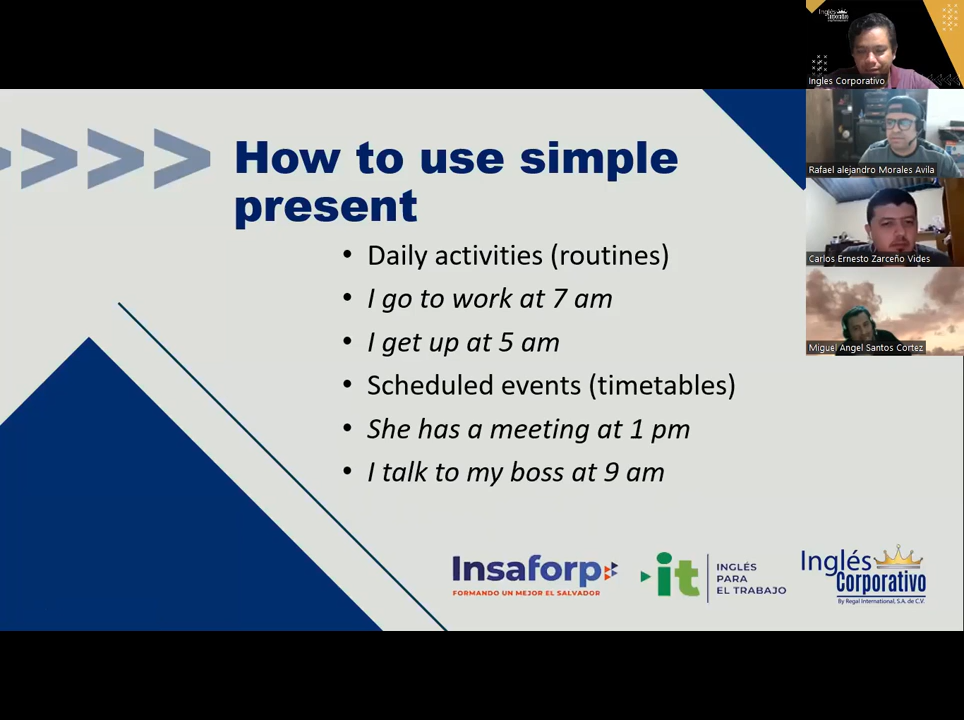 How to use simple
present
• Daily activities (routines)
• I go to work at 7 am
• I get up at 5 am
• Scheduled events (timetables)
• She has a meeting at 1 pm
• I talk to my boss at 9 am
Insaforp
FORMANDO UN MEJOR EL SALVADOR
it
INGLÉS
PARA
EL TRABAJO
Inglés
Corporativo
By Regal International, S.A. de C.V.
Inglés
Corporativo
Ingles Corporativo
Rafael alejandro Morales Avila
Carlos Ernesto Zarceño Vides
Miguel Angel Santos Cortez